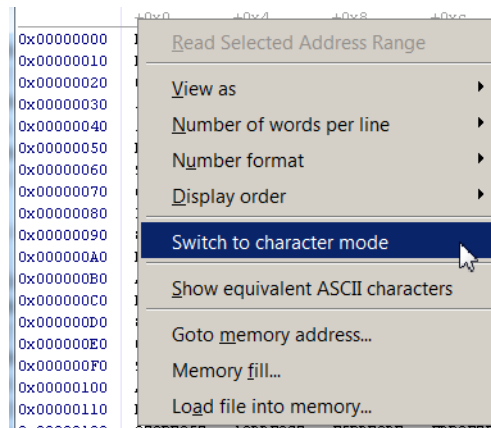 +0x0 +0x4 +0x8 +0xc
0x00000000
Read Selected Address Range
0x00000010
0x00000020
View as
0x00000030
0x00000040
Number of words per line
0x00000050
0x00000060
Number format
0x00000070
Display order
0x00000080
0x00000090
Switch to character mode
0x000000A0
0x000000B0
Show equivalent ASCII characters
0x000000C0
0x000000D0
Goto memory address...
0x000000E0
0x000000F0
Memory fill...
0x00000100
0x00000110
Load file into memory...